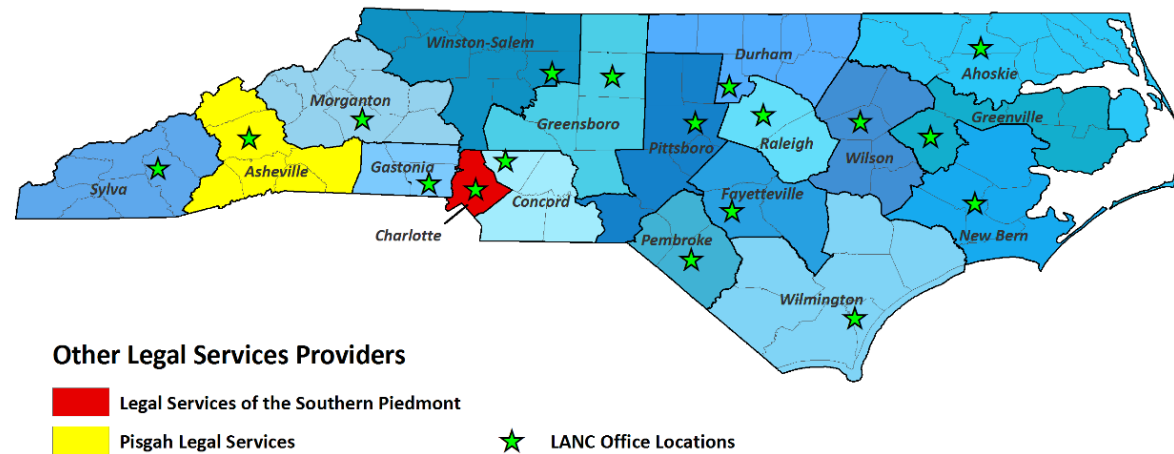 Winston-Salem
Durham
Ahoskie
Morganton
Greensboro
Greenville
Pittsboro
Raleigh
Wilson
Asheville
Gastonia
Sylva
Concord
Fayetteville
Charlotte
Pembroke
New Bern
Wilmington
Other Legal Services Providers
Legal Services of the Southern Piedmont
Pisgah Legal Services
LANC Office Locations